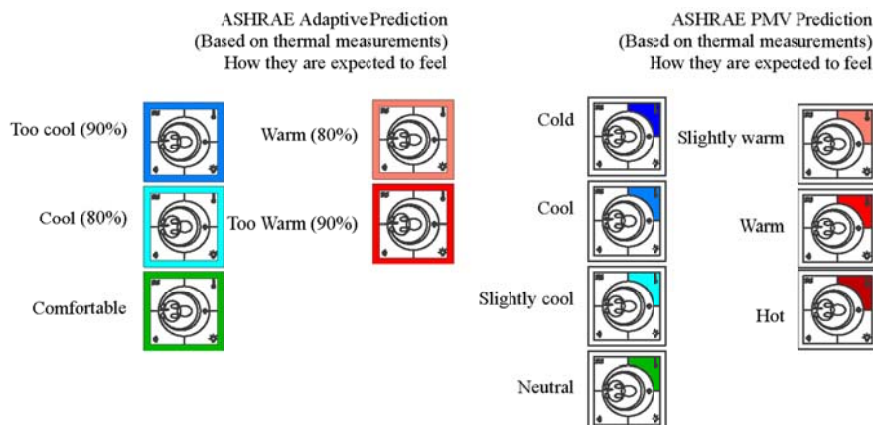 ASHRAE Adaptive Prediction
(Based on thermal measurements)
How they are expected to feel
Too cool (90%)
Cool (80%)
Comfortable
Warm (80%)
Too Warm (90%)
ASHRAE PMV Prediction
(Based on thermal measurements)
How they are expected to feel
Cold
Cool
Slightly cool
Neutral
Slightly warm
Warm
Hot